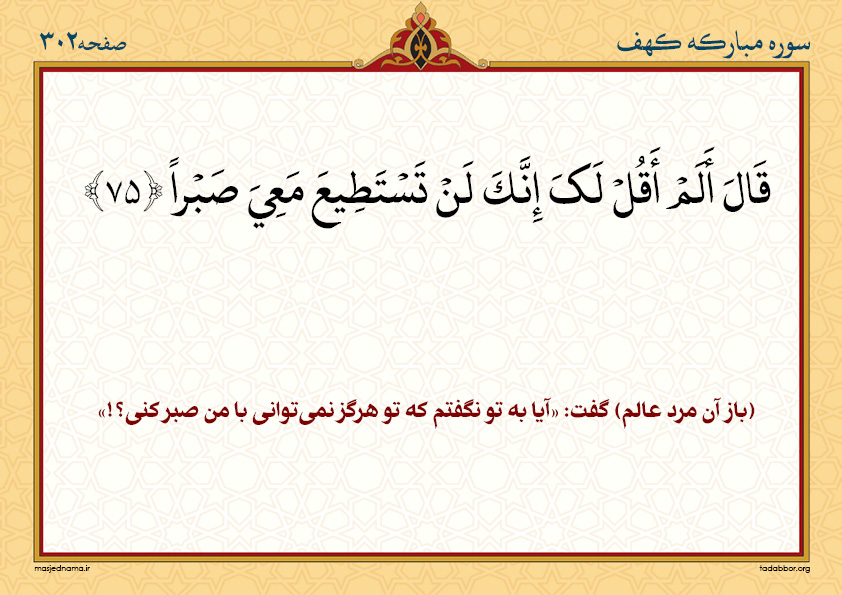 سوره مبارکه کهف
صفحه۳۰۲
قَالَ أَلَمْ أَقُلْ لَکَ إِنَّكَ لَنْ تَسْتَطِيعَ مَعِيَ صَبْراً ﴿۷۵﴾
(باز آن مرد عالم) گفت: «آیا به تو نگفتم که تو هرگز نمی‌توانی با من صبر کنی؟!»
masjednama.ir
tadabbor.org